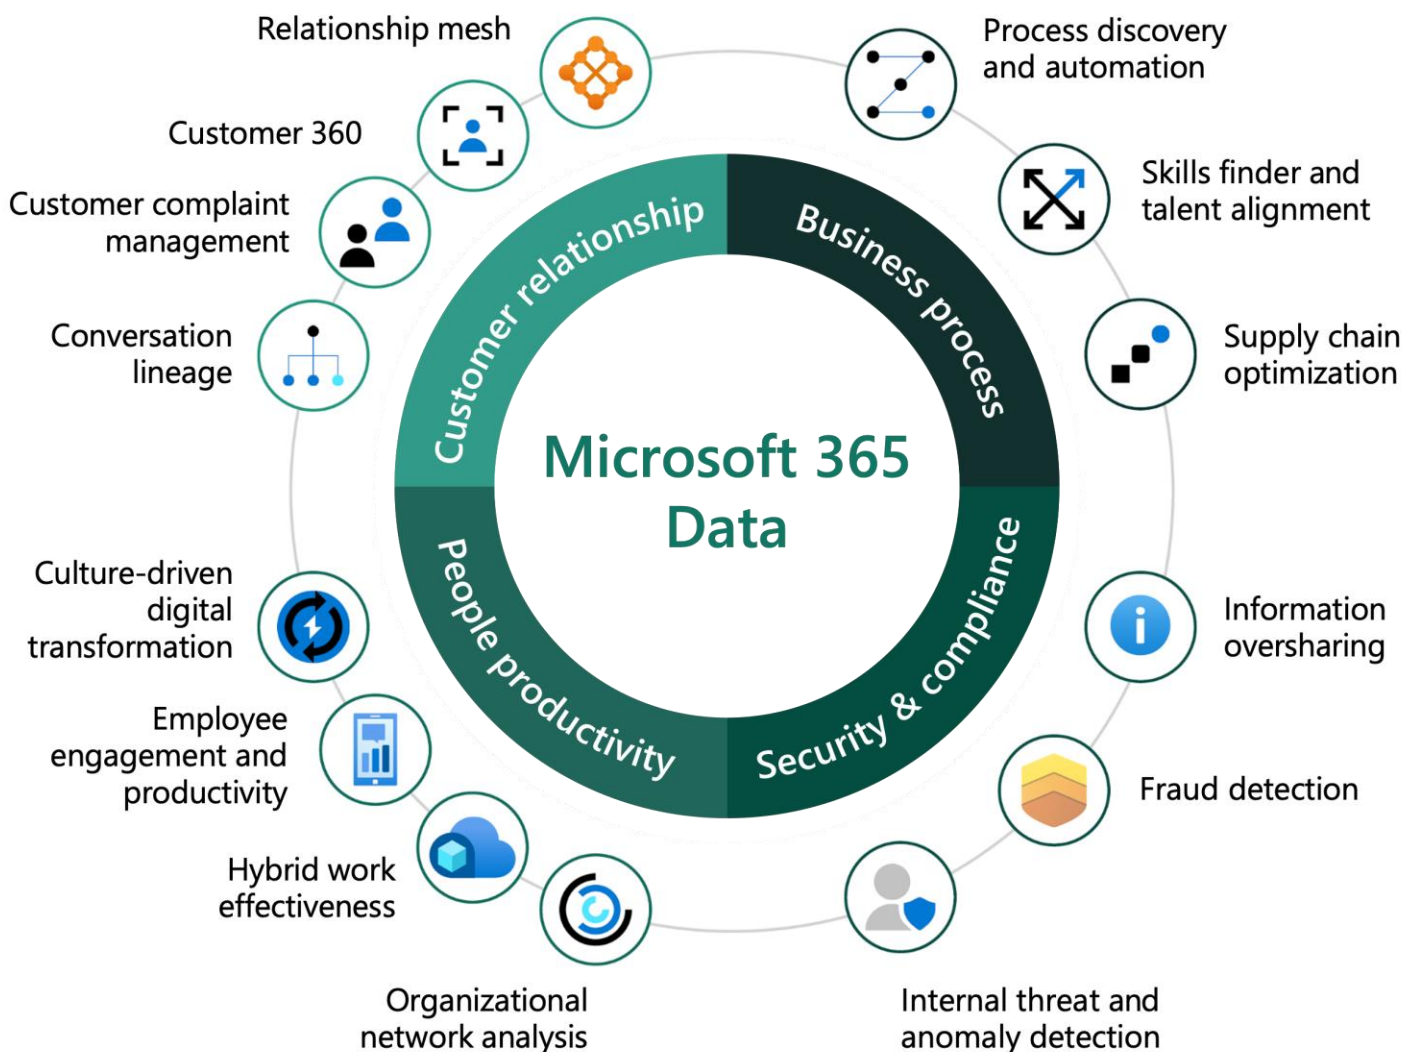 Relationship mesh
Customer 360
Customer complaint
management
Conversation
lineage
Process discovery
and automation
Skills finder and
talent alignment
Supply chain
optimization
Customer relationship
Business process
Microsoft 365
Data
People productivity
Security & compliance
Culture-driven
digital
transformation
Employee
engagement and
productivity
Hybrid work
effectiveness
Organizational
network analysis
Information
oversharing
Fraud detection
Internal threat and
anomaly detection